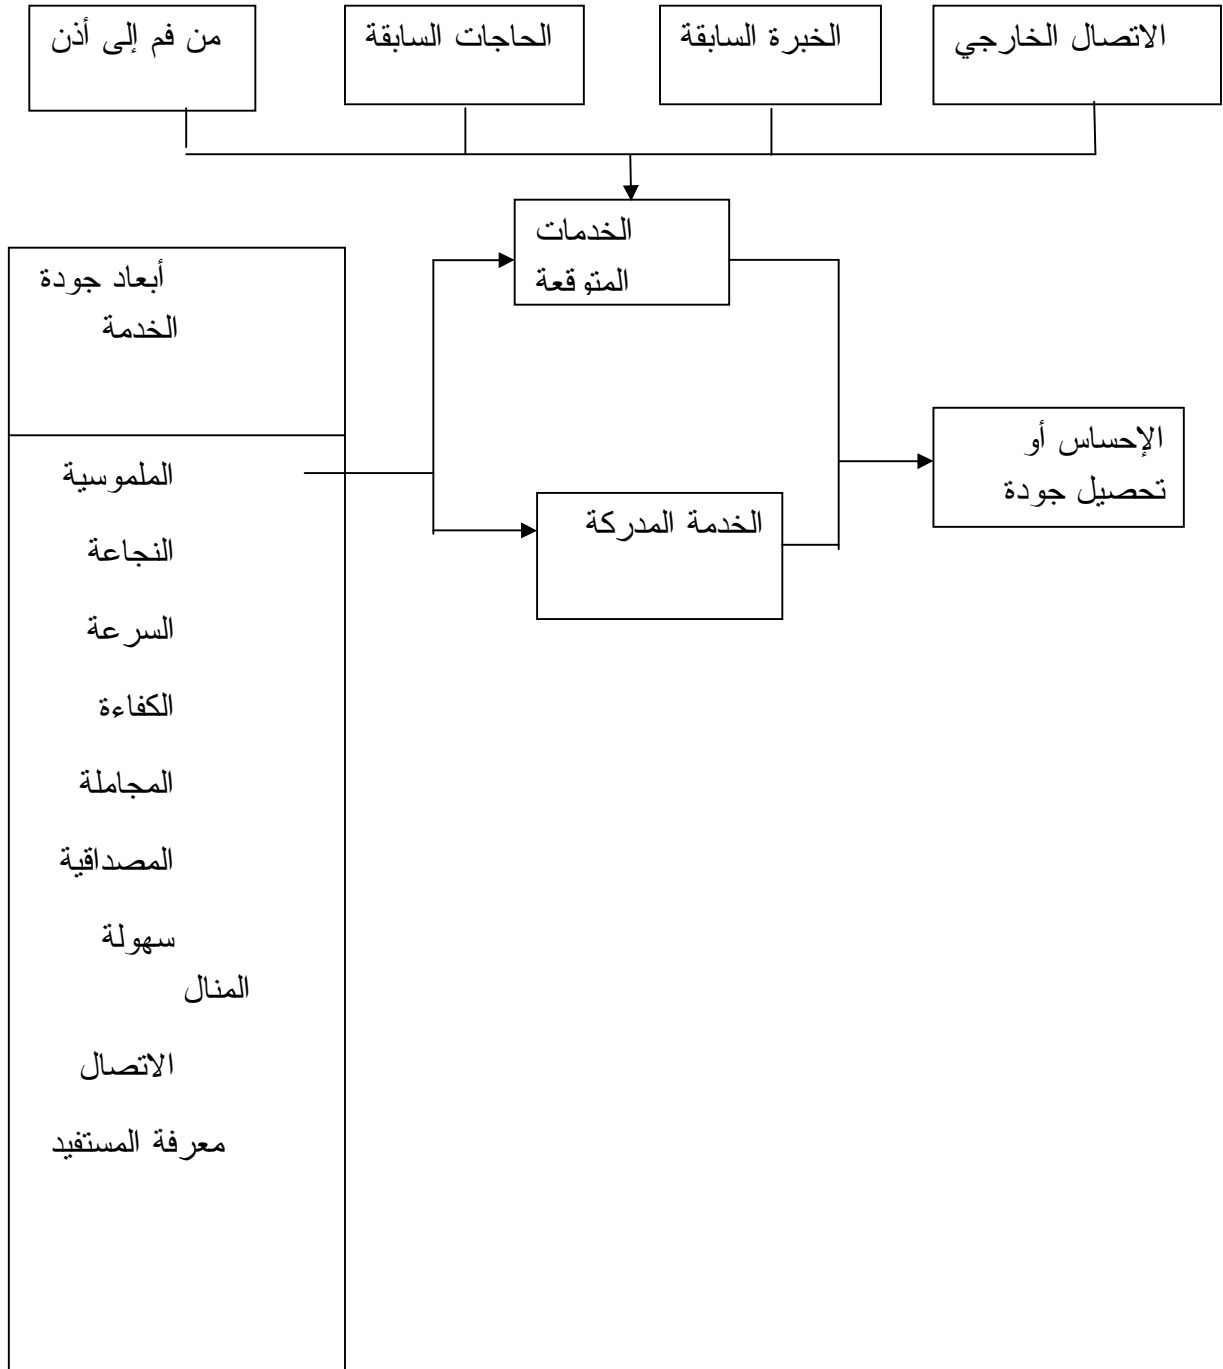 الاتصال الخارجي
الخبرة السابقة
الحاجات السابقة
من فم إلى أذن
الخدمات
المتوقعة
أبعاد جودة
الخدمة
الإحساس أو
تحصيل جودة
الخدمة المدركة
الملموسية
النجاعة
السرعة
الكفاءة
المجاملة
المصداقية
سهولة
المنال
الاتصال
معرفة المستفيد